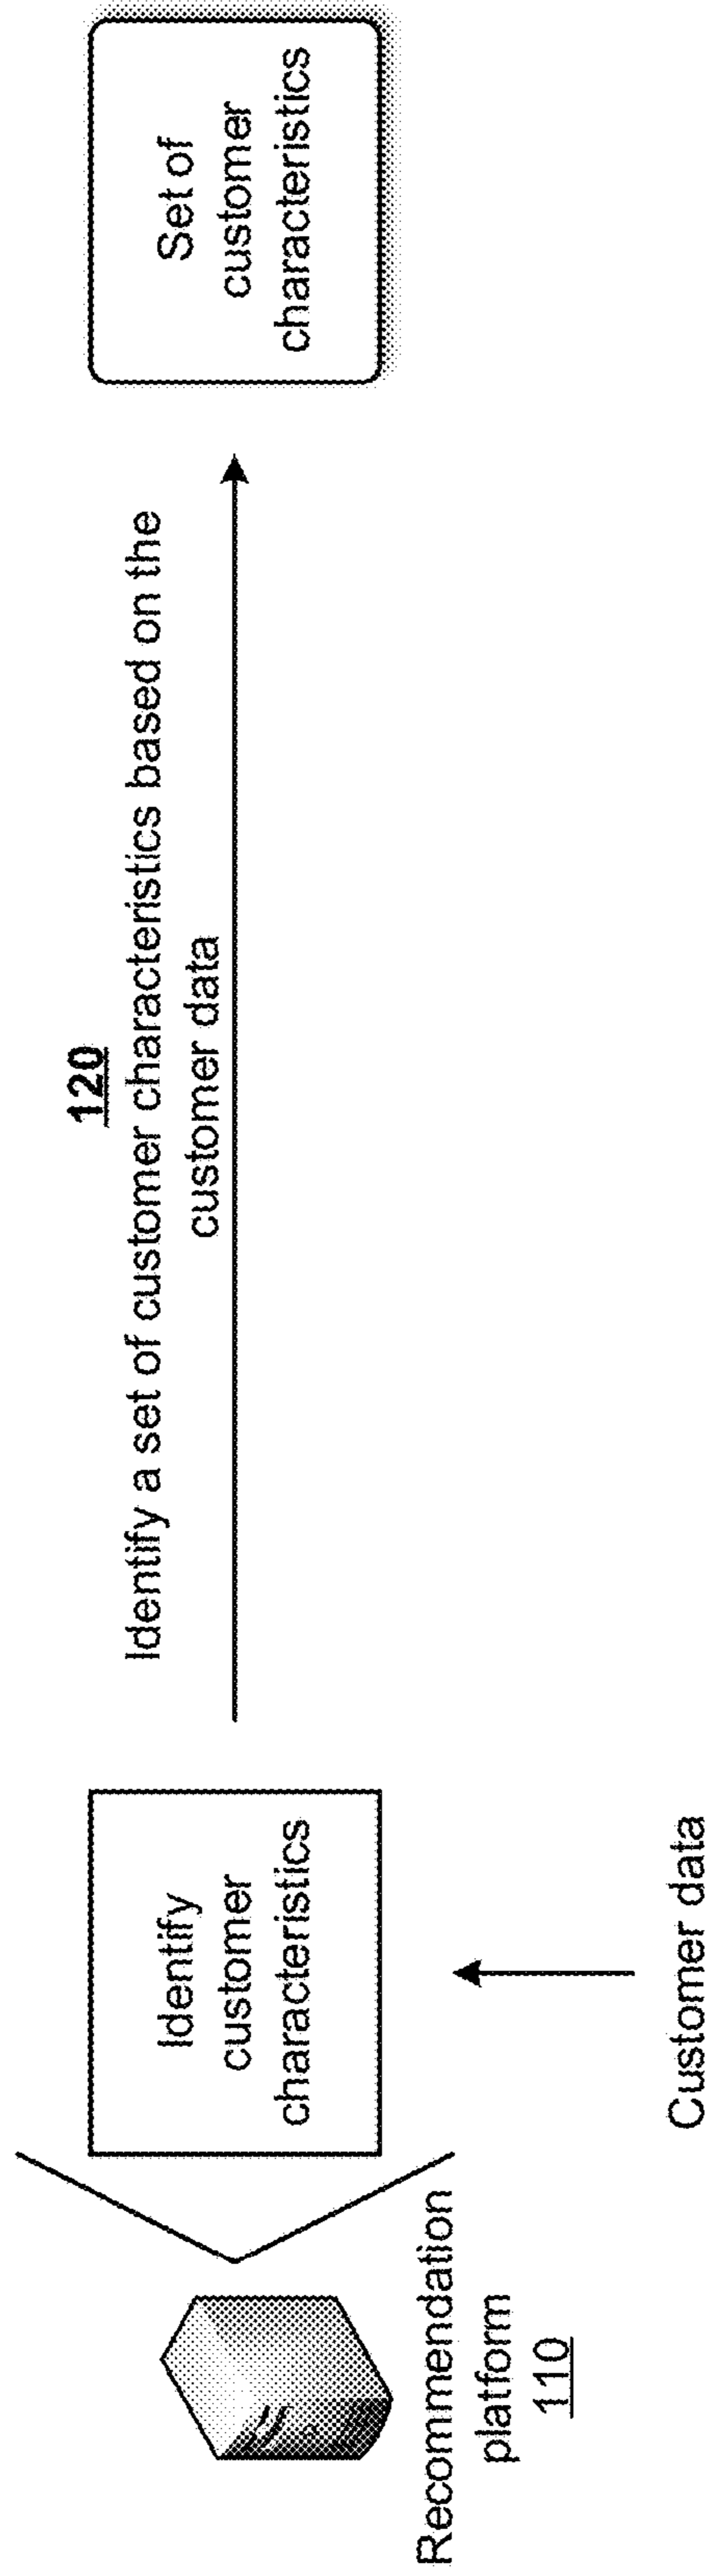 120
Identify a set of customer characteristics based on the
customer data
Identify
customer
characteristics
Set of
customer
characteristics
Recommendation
platform
110
Customer data